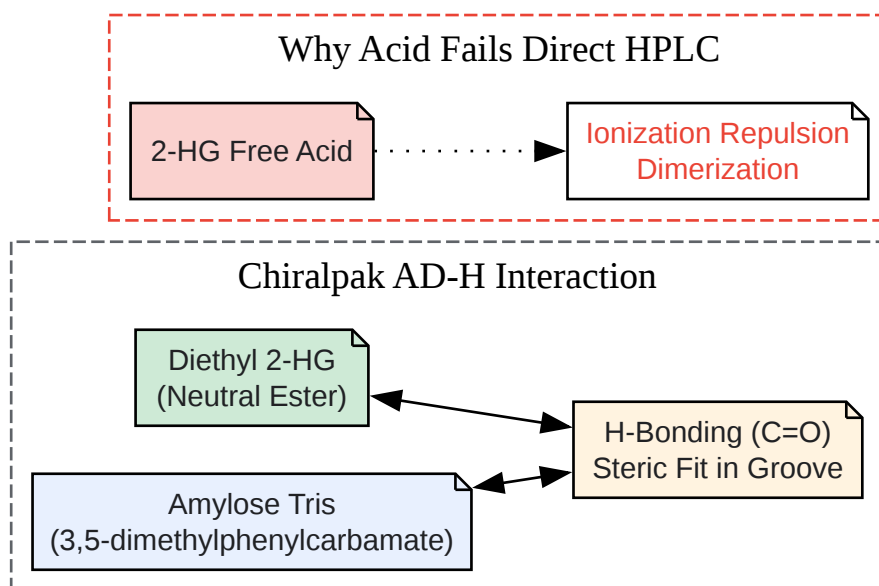 Why Acid Fails Direct HPLC
2-HG Free Acid
Ionization Repulsion
Dimerization
Chiralpak AD-H Interaction
Diethyl 2-HG
(Neutral Ester)
H-Bonding (C=O)
Steric Fit in Groove
Amylose Tris
(3,5-dimethylphenylcarbamate)